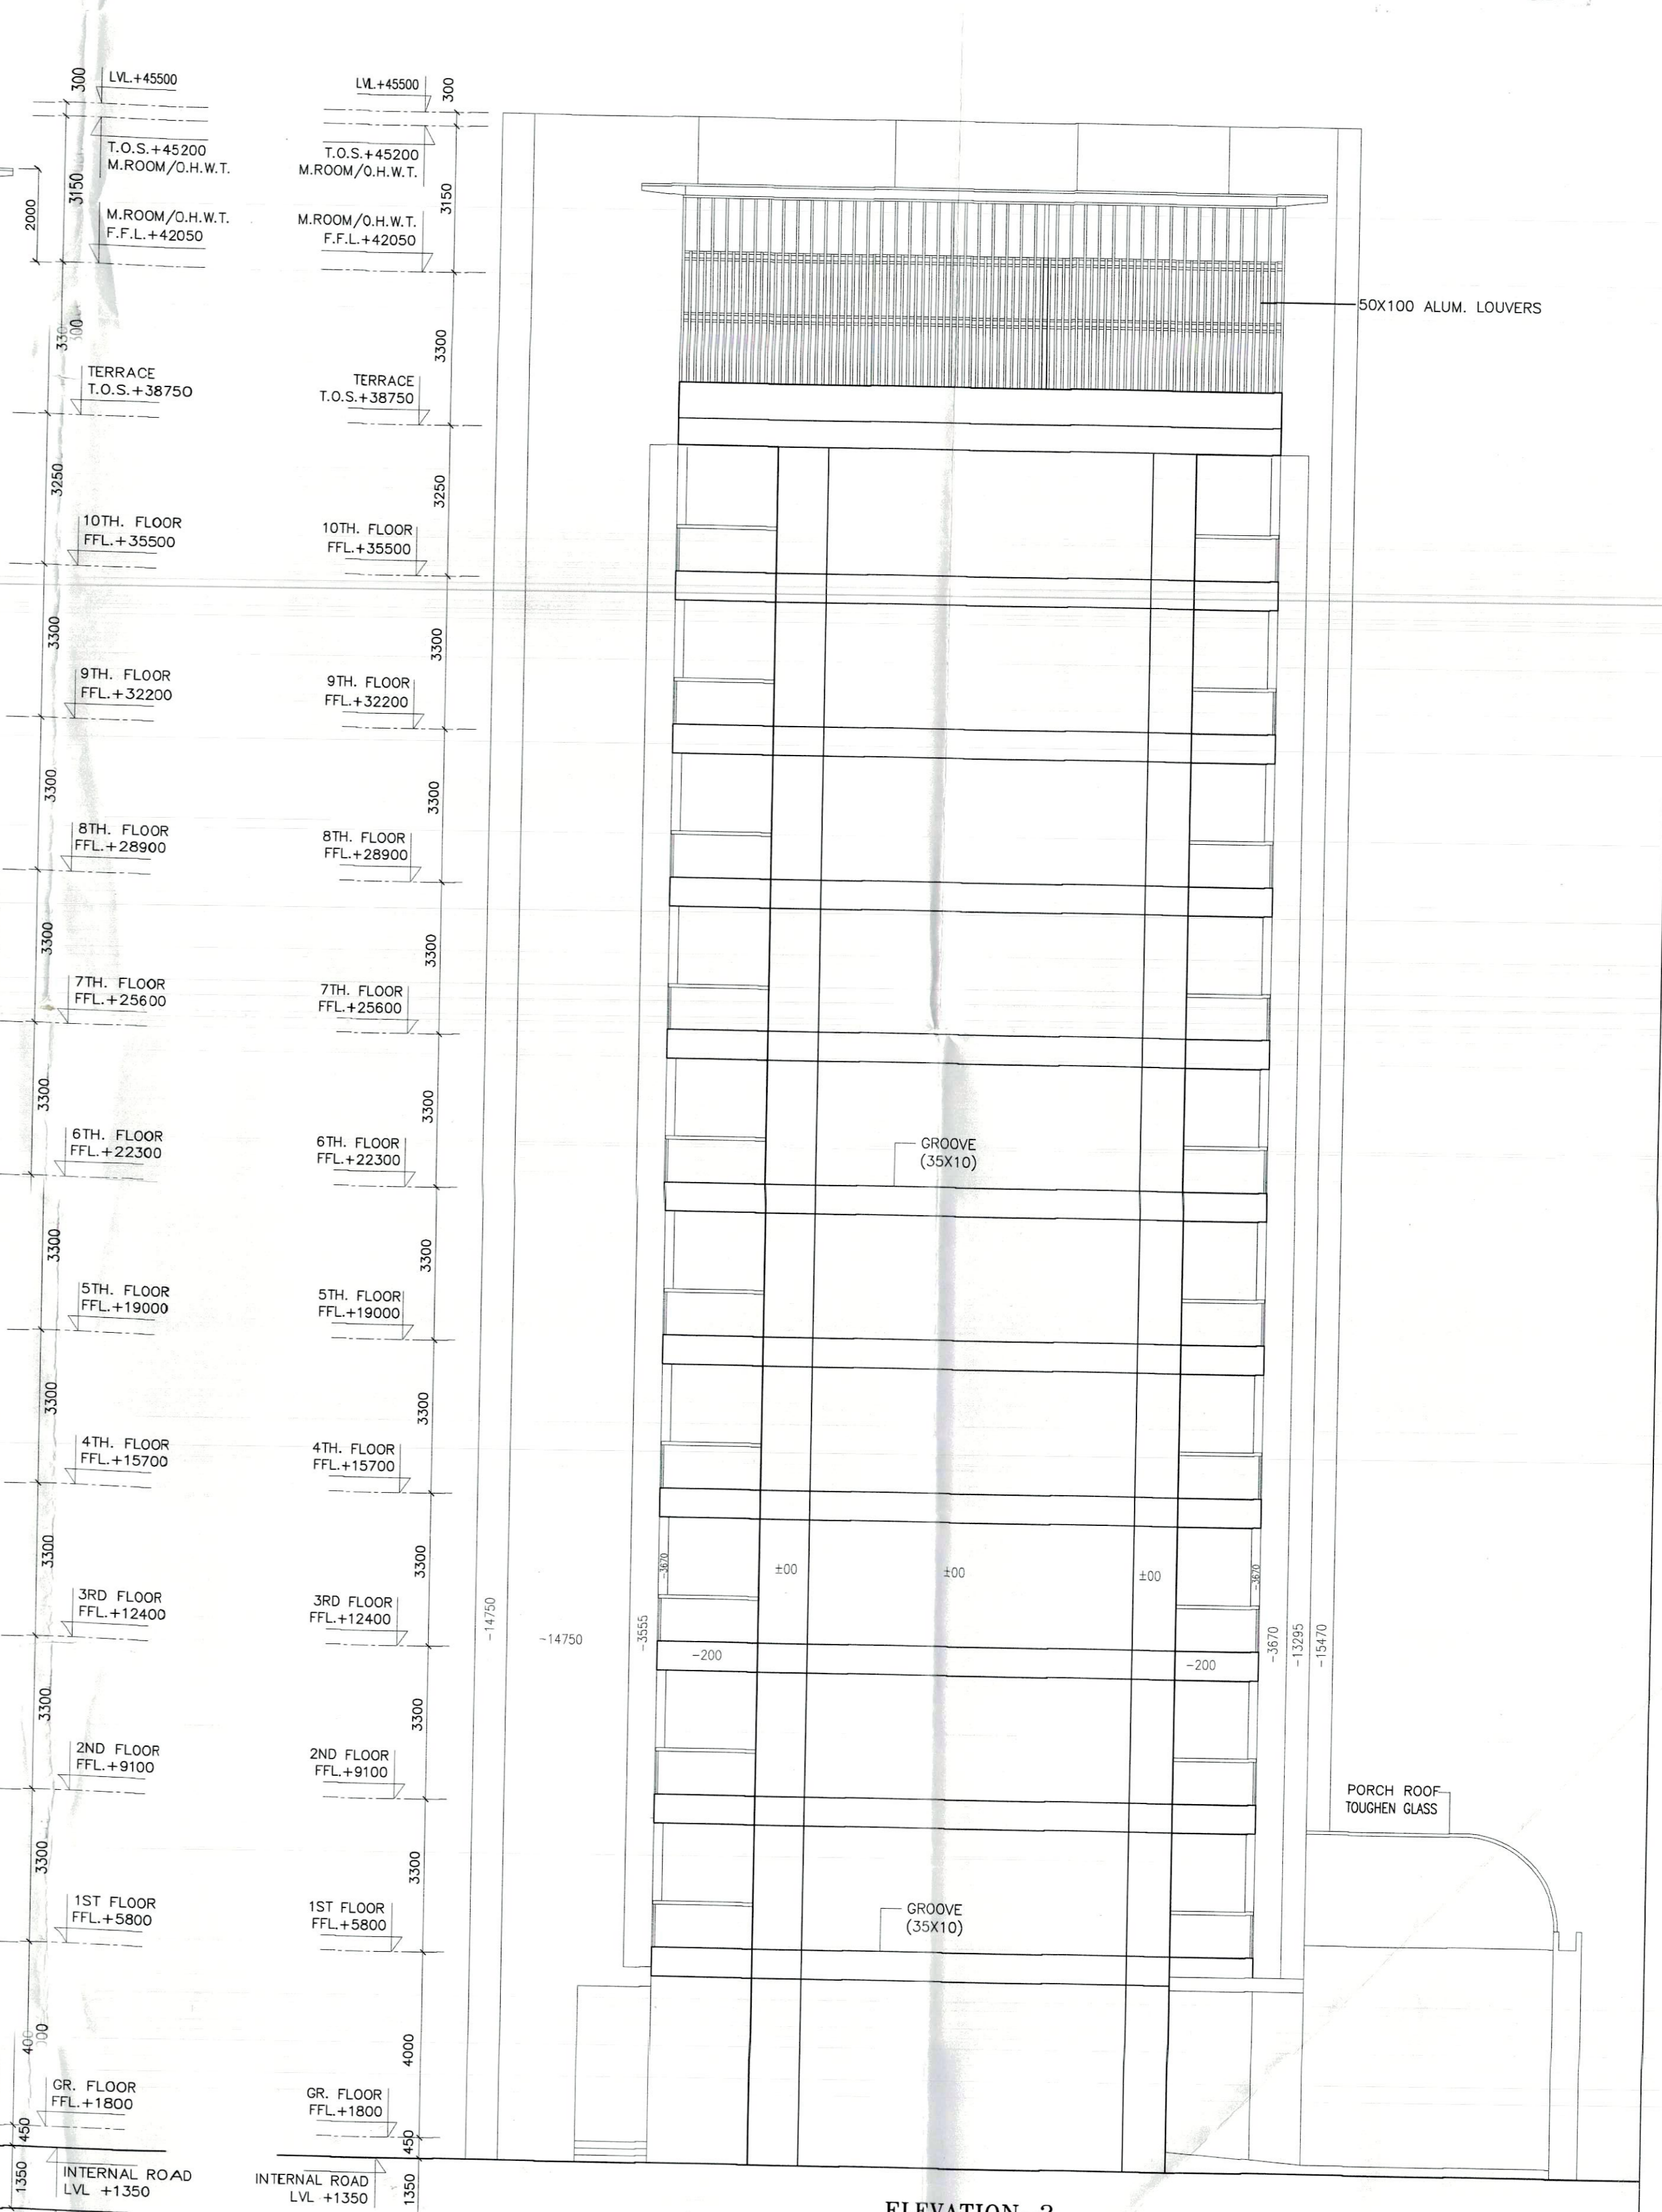 300
LVL.+45500
T.O.S.+45200
M.ROOM/O.H.W.T.
3150
2000
M.ROOM/O.H.W.T.
F.F.L.+42050
TERRACE
T.O.S.+38750
3250
10TH. FLOOR
FFL.+35500
3300
9TH. FLOOR
FFL.+32200
3300
8TH. FLOOR
FFL.+28900
3300
7TH. FLOOR
FFL.+25600
3300
6TH. FLOOR
FFL.+22300
3300
5TH. FLOOR
FFL.+19000
3300
4TH. FLOOR
FFL.+15700
3300
3RD FLOOR
FFL.+12400
3300
2ND FLOOR
FFL.+9100
3300
1ST FLOOR
FFL.+5800
GR. FLOOR
FFL.+1800
450
INTERNAL ROAD
LVL +1350
1350
LVL.+45500
300
T.O.S.+45200
M.ROOM/O.H.W.T.
3150
M.ROOM/O.H.W.T.
F.F.L.+42050
3300
TERRACE
T.O.S.+38750
3250
10TH. FLOOR
FFL.+35500
3300
9TH. FLOOR
FFL.+32200
3300
8TH. FLOOR
FFL.+28900
3300
7TH. FLOOR
FFL.+25600
3300
6TH. FLOOR
FFL.+22300
3300
5TH. FLOOR
FFL.+19000
3300
4TH. FLOOR
FFL.+15700
3300
3RD FLOOR
FFL.+12400
3300
2ND FLOOR
FFL.+9100
3300
1ST FLOOR
FFL.+5800
4000
GR. FLOOR
FFL.+1800
450
INTERNAL ROAD
LVL +1350
1350
50X100 ALUM. LOUVERS
GROOVE
(35X10)
-3670
±00
±00
±00
-3670
-14750
-14750
-3555
-200
-200
-3670
-13295
-15470
PORCH ROOF
TOUGHEN GLASS
GROOVE
(35X10)